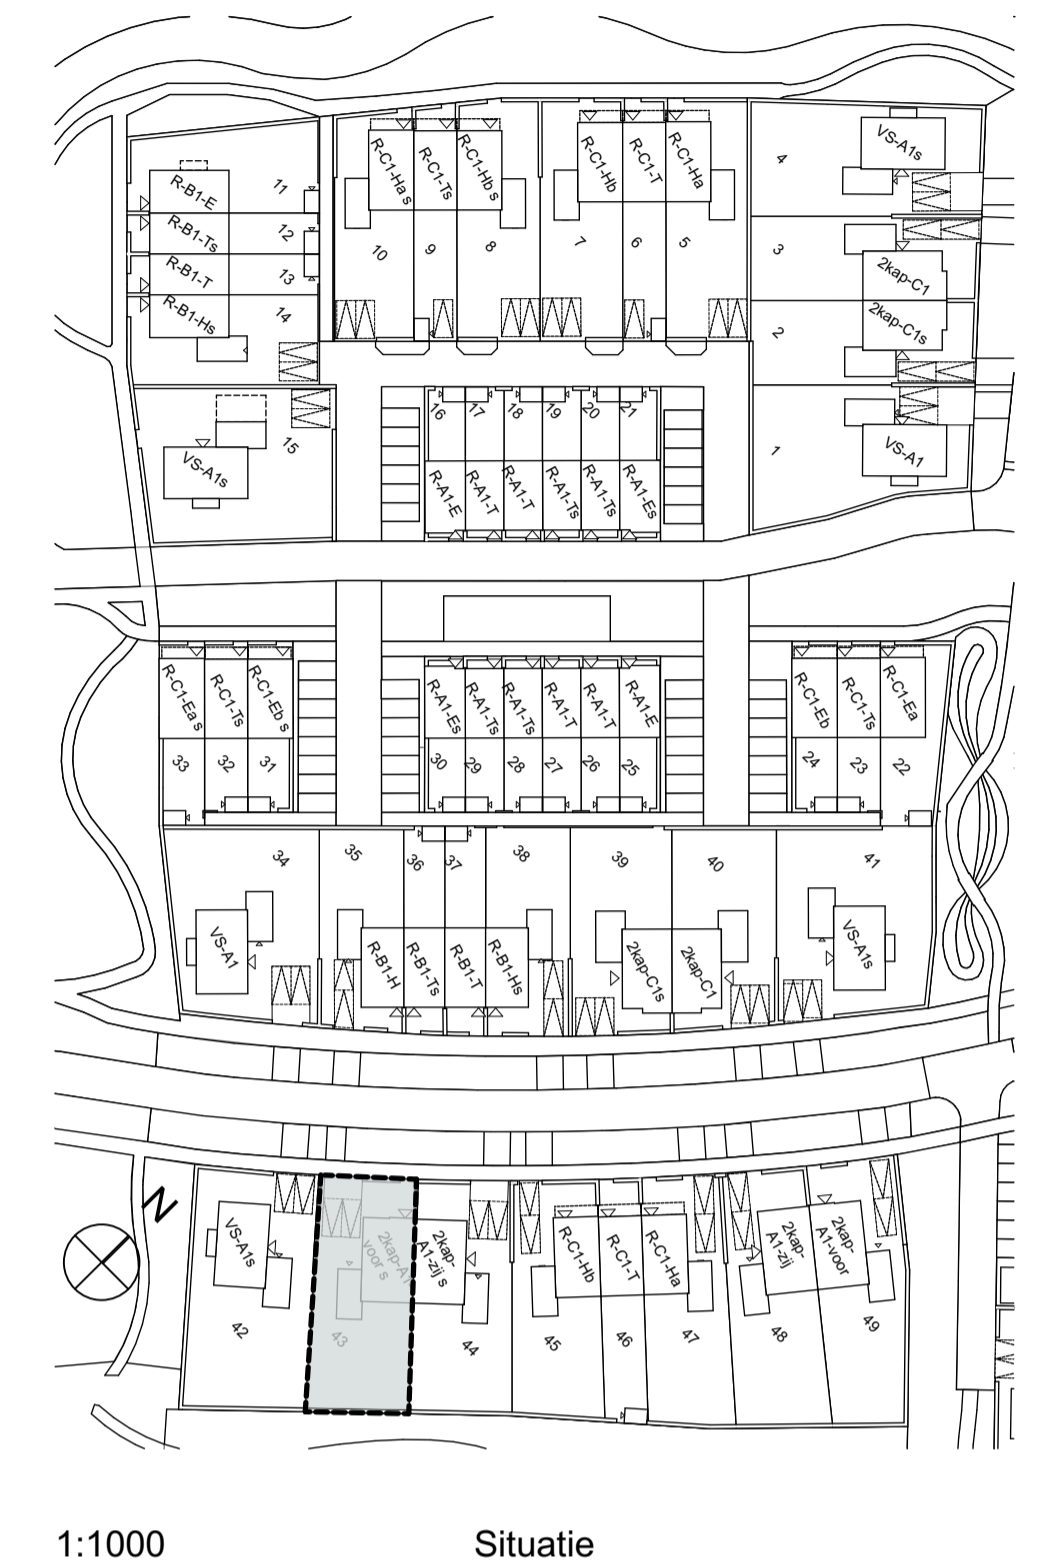 VS-A1s
4
R-C1-Ha s
R-C1-Ts
R-C1-Hb s
R-C1-Hb
R-C1-T
R-C1-Ha
R-B1-E
11
R-B1-Ts
12
R-B1-T
13
R-B1-Hs
14
10
9
8
7
6
5
3
2kap-C1
2
2kap-C1s
15
VS-A1s
16
17
18
19
20
21
R-A1-E
R-A1-T
R-A1-T
R-A1-Ts
R-A1-Ts
R-A1-Es
1
VS-A1
R-C1-Ea s
R-C1-Ts
R-C1-Eb s
R-A1-Es
R-A1-Ts
R-A1-Ts
R-A1-T
R-A1-T
R-A1-E
R-C1-Eb
R-C1-Ts
R-C1-Ea
33
32
31
30
29
28
27
26
25
24
23
22
34
35
36
37
38
39
40
41
VS-A1
R-B1-H
R-B1-Ts
R-B1-T
R-B1-Hs
2kap-C1s
2kap-C1
VS-A1s
N
VS-A1s
2kap-A1-
voor s
2kap-
A1-zij s
R-C1-Hb
R-C1-T
R-C1-Ha
2kap-
A1-zij
2kap-
A1-voor
42
43
44
45
46
47
48
49
1:1000
Situatie